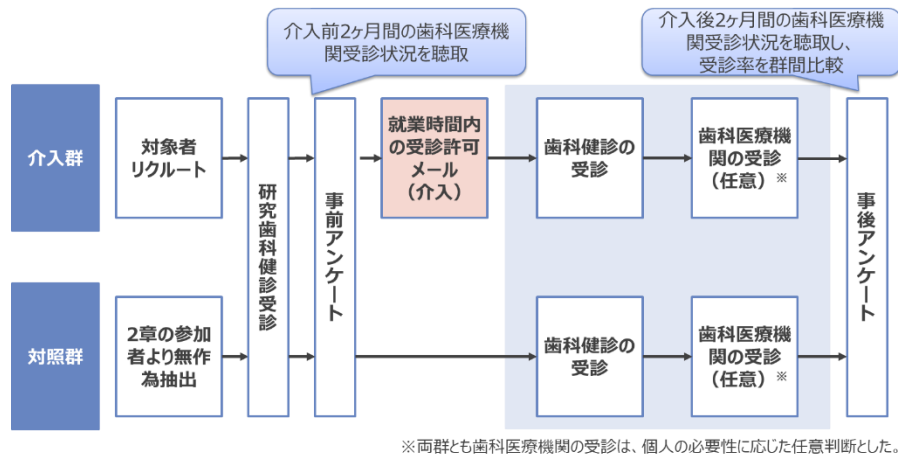 介入前2ヶ月間の歯科医療機
関受診状況を聴取
介入後2ヶ月間の歯科医療機
関受診状況を聴取し、
受診率を群間比較
介入群
対象者
リクルート
研究歯科健診受診
事前アンケート
就業時間内
の受診許可
メール
（介入）
歯科健診の
受診
歯科医療機
関の受診
（任意）※
事後アンケート
対照群
2章の参加
者より無作
為抽出
歯科健診の
受診
歯科医療機
関の受診
（任意）※
※両群とも歯科医療機関の受診は、個人の必要性に応じた任意判断とした。